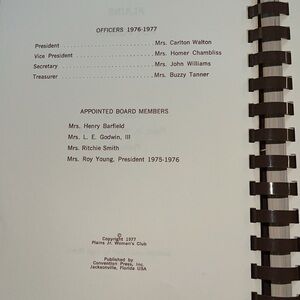 OFFICERS 1976-1977
President . . . . . . . . . . . . . . . . Mrs. Carlton Walton
Vice President . . . . . . . . . . . . . . . . Mrs. Homer Chambliss
Secretary . . . . . . . . . . . . . . . . Mrs. John Williams
Treasurer . . . . . . . . . . . . . . . . Mrs. Buzzy Tanner
APPOINTED BOARD MEMBERS
Mrs. Henry Barfield
Mrs. L. E. Godwin, III
Mrs. Ritchie Smith
Mrs. Roy Young, President 1975-1976
©
Copyright 1977
Plains Jr. Woman's Club
Published by
Convention Press, Inc.
Jacksonville, Florida USA